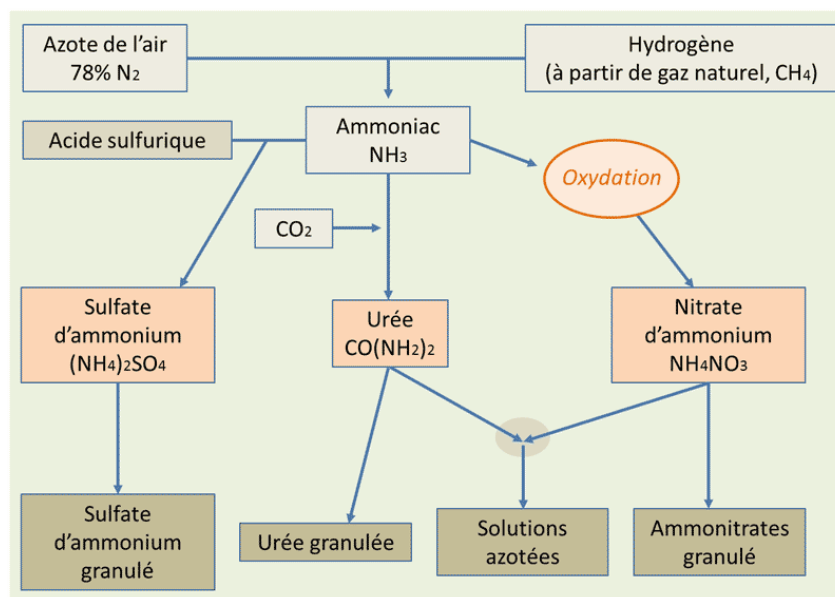 Azote de l'air
78% N2
Hydrogène
(à partir de gaz naturel, CH4)
Acide sulfurique
Ammoniac
NH3
Oxydation
CO2
Sulfate
d'ammonium
(NH4)2SO4
Urée
CO(NH2)2
Nitrate
d'ammonium
NH4NO3
Sulfate
d'ammonium
granulé
Urée granulée
Solutions
azotées
Ammonitrates
granulé